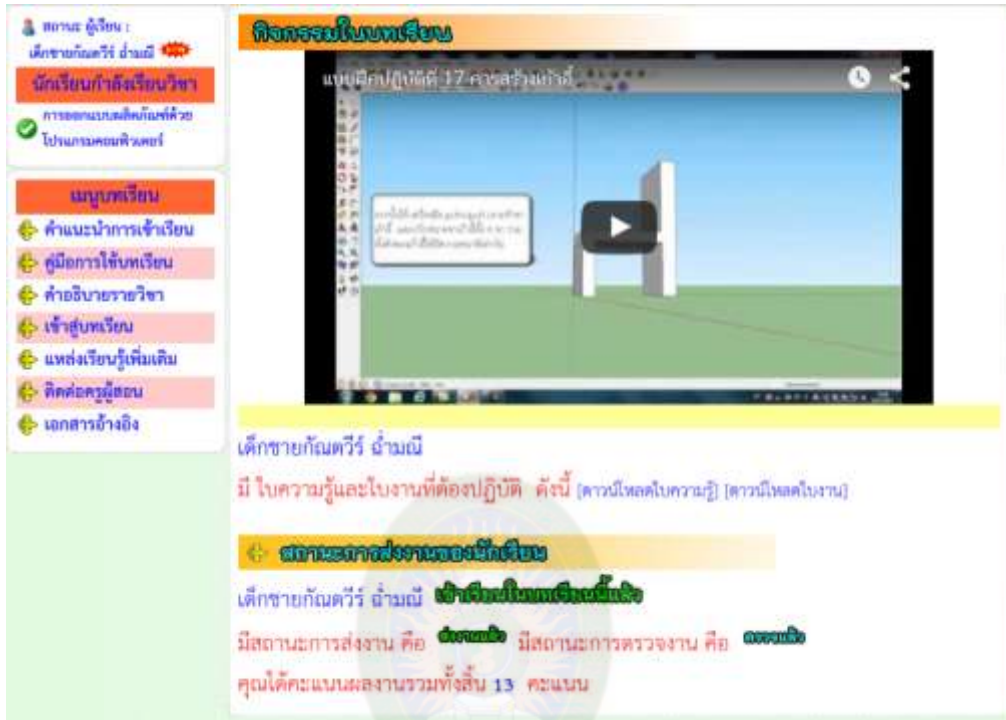 สถานะ ผู้เรียน :
เด็กชายกัณตวีร์ ฉ่ำมณี
นักเรียนกำลังเรียนวิชา
การออกแบบผลิตภัณฑ์ด้วย
โปรแกรมคอมพิวเตอร์
เมนูบทเรียน
คำแนะนำการเข้าเรียน
คู่มือการใช้บทเรียน
คำอธิบายรายวิชา
เข้าสู่บทเรียน
แหล่งเรียนรู้เพิ่มเติม
ติดต่อครูผู้สอน
เอกสารอ้างอิง
กิจกรรมในบทเรียน
แบบฝึกปฏิบัติที่ 17 การสร้างเก้าอี้
เด็กชายกัณตวีร์ ฉ่ำมณี
มี ใบความรู้และใบงานที่ต้องปฏิบัติ ดังนี้ [ดาวน์โหลดใบความรู้] [ดาวน์โหลดใบงาน]
สถานะการส่งงานของนักเรียน
เด็กชายกัณตวีร์ ฉ่ำมณี เข้าเรียนในบทเรียนนี้แล้ว
มีสถานะการส่งงาน คือ ส่งงานแล้ว มีสถานะการตรวจงาน คือ ตรวจแล้ว
คุณได้คะแนนผลงานรวมทั้งสิ้น 13 คะแนน